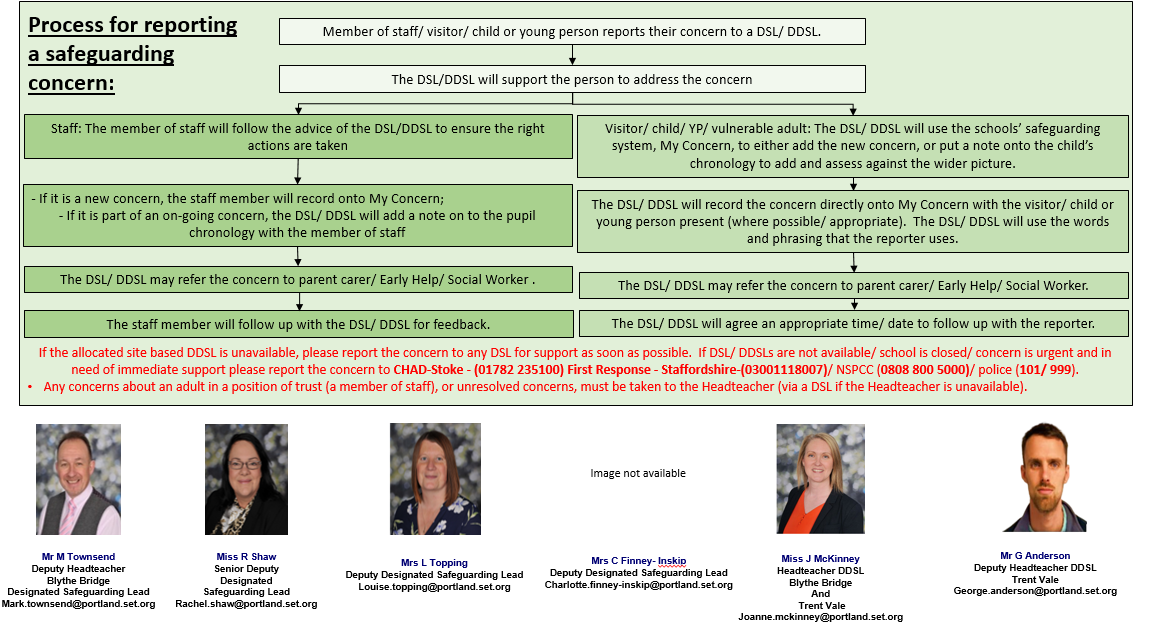 Process for reporting
a safeguarding
concern:
Member of staff/ visitor/ child or young person reports their concern to a DSL/ DDSL.
The DSL/DDSL will support the person to address the concern
Staff: The member of staff will follow the advice of the DSL/DDSL to ensure the right
actions are taken
- If it is a new concern, the staff member will record onto My Concern;
- If it is part of an on-going concern, the DSL/ DDSL will add a note on to the pupil
chronology with the member of staff
The DSL/ DDSL may refer the concern to parent carer/ Early Help/ Social Worker .
The staff member will follow up with the DSL/ DDSL for feedback.
Visitor/ child/ YP/ vulnerable adult: The DSL/ DDSL will use the schools’ safeguarding
system, My Concern, to either add the new concern, or put a note onto the child’s
chronology to add and assess against the wider picture.
The DSL/ DDSL will record the concern directly onto My Concern with the visitor/ child or
young person present (where possible/ appropriate).  The DSL/ DDSL will use the words
and phrasing that the reporter uses.
The DSL/ DDSL may refer the concern to parent carer/ Early Help/ Social Worker.
The DSL/ DDSL will agree an appropriate time/ date to follow up with the reporter.
If the allocated site based DDSL is unavailable, please report the concern to any DSL for support as soon as possible.  If DSL/ DDSLs are not available/ school is closed/ concern is urgent and in
need of immediate support please report the concern to CHAD-Stoke - (01782 235100) First Response - Staffordshire-(03001118007)/ NSPCC (0808 800 5000)/ police (101/ 999).
• Any concerns about an adult in a position of trust (a member of staff), or unresolved concerns, must be taken to the Headteacher (via a DSL if the Headteacher is unavailable).
Mr M Townsend
Deputy Headteacher
Blythe Bridge
Designated Safeguarding Lead
Mark.townsend@portland.set.org
Miss R Shaw
Senior Deputy
Designated
Safeguarding Lead
Rachel.shaw@portland.set.org
Mrs L Topping
Deputy Designated Safeguarding Lead
Louise.topping@portland.set.org
Image not available
Mrs C Finney- Inskip
Deputy Designated Safeguarding Lead
Charlotte.finney-inskip@portland.set.org
Miss J McKinney
Headteacher DDSL
Blythe Bridge
And
Trent Vale
Joanne.mckinney@portland.set.org
Mr G Anderson
Deputy Headteacher DDSL
Trent Vale
George.anderson@portland.set.org